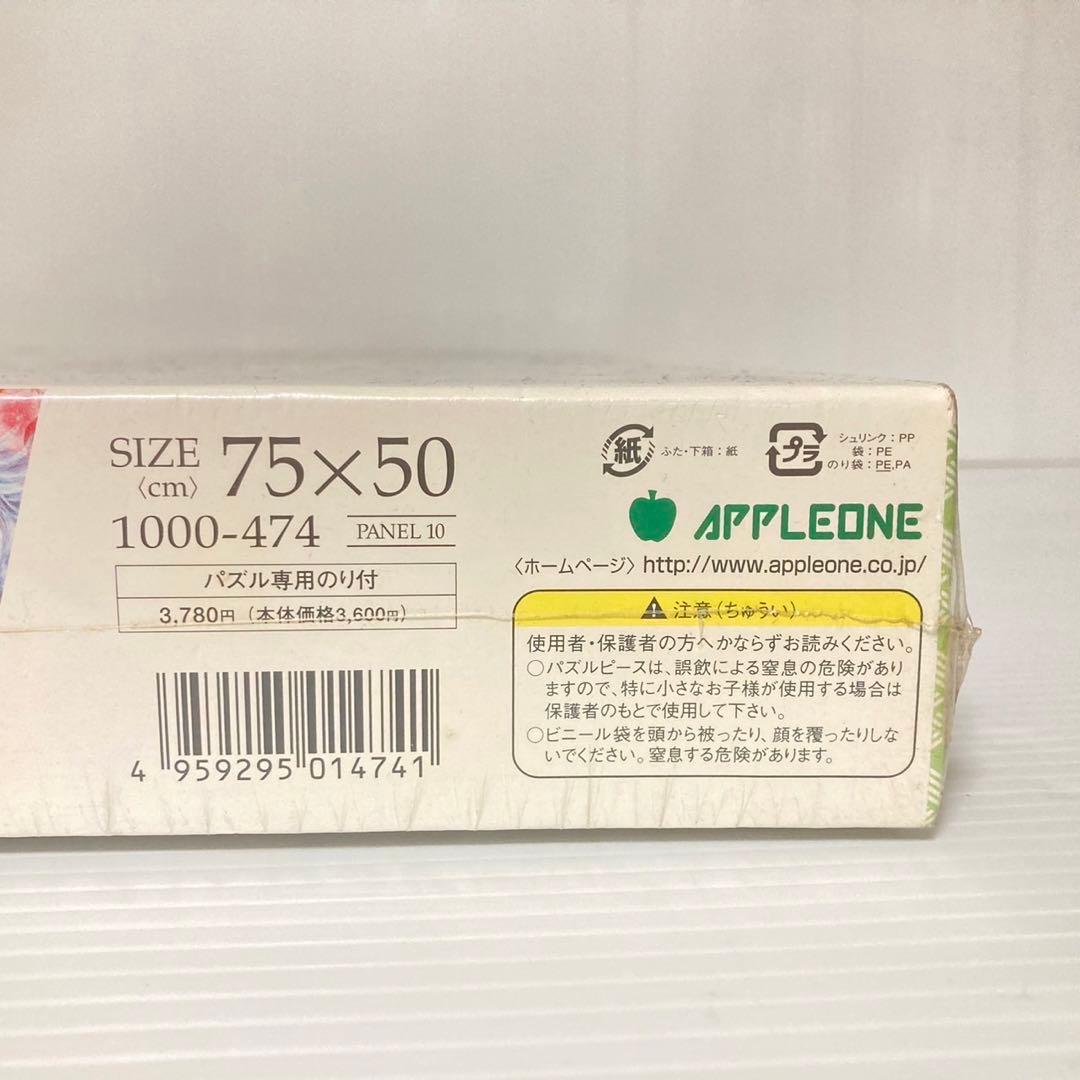 SIZE 75×50
〈cm〉
1000-474 PANEL 10
パズル専用のり付
3,780円（本体価格3,600円）
4 959295 014741
紙 ふた・下箱：紙
プラ シュリンク：PP
袋：PE
のり袋：PE,PA
APPLEONE
〈ホームページ〉http://www.appleone.co.jp/
注意（ちゅうい）
使用者・保護者の方へかならずお読みください。
○パズルピースは、誤飲による窒息の危険があり
ますので、特に小さなお子様が使用する場合は
保護者のもとで使用して下さい。
○ビニール袋を頭から被ったり、顔を覆ったりしな
いでください。窒息する危険があります。